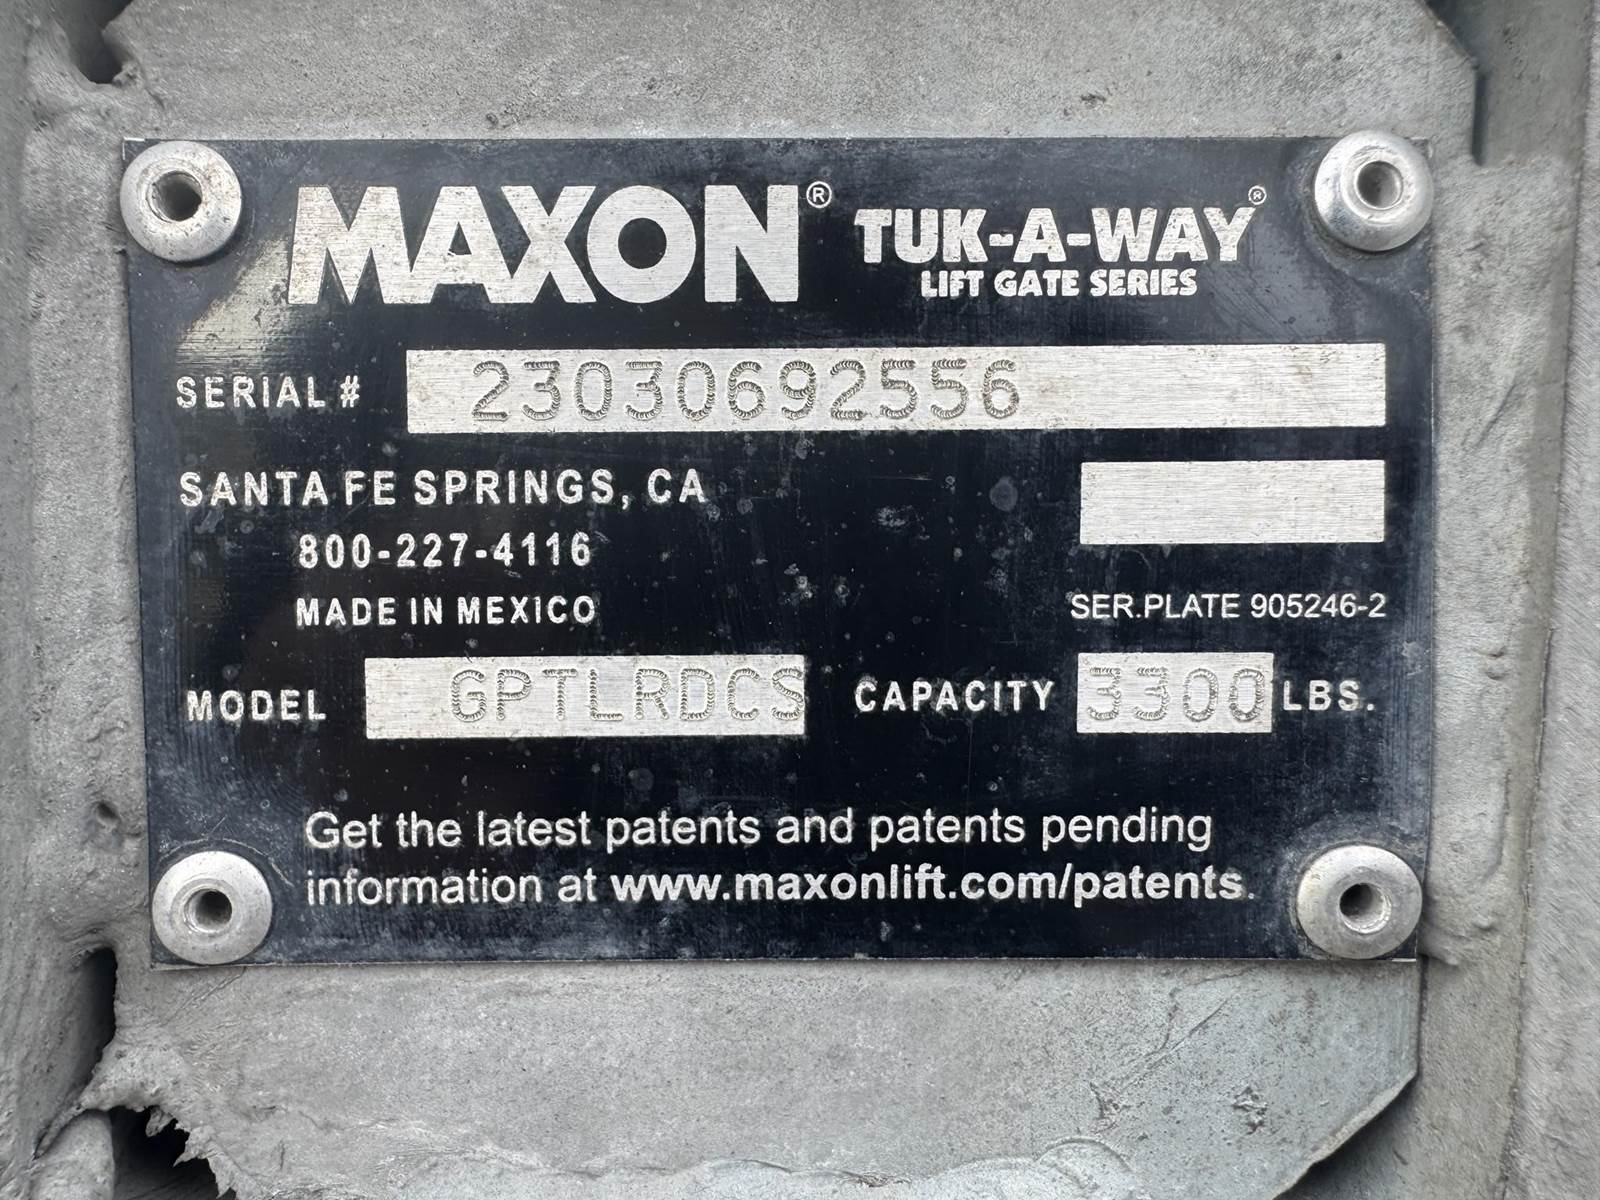 MAXON® TUK-A-WAY®
LIFT GATE SERIES
SERIAL # 23030692556
SANTA FE SPRINGS, CA
800-227-4116
MADE IN MEXICO
SER.PLATE 905246-2
MODEL GPTLRDCS CAPACITY 3300 LBS.
Get the latest patents and patents pending
information at www.maxonlift.com/patents.